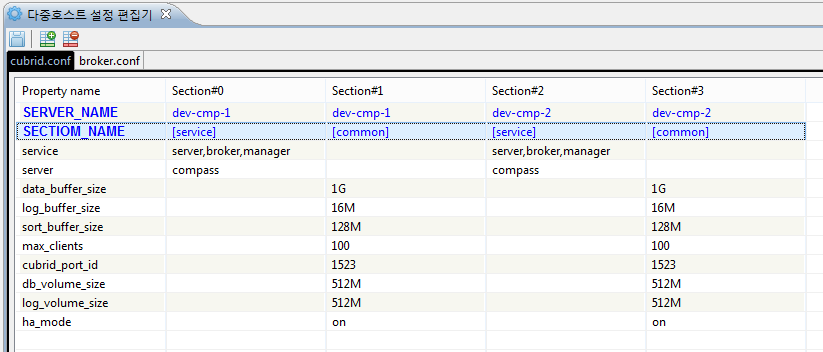 다중호스트 설정 편집기
cubrid.conf broker.conf
Property name Section#0 Section#1 Section#2 Section#3
SERVER_NAME dev-cmp-1 dev-cmp-1 dev-cmp-2 dev-cmp-2
SECTIOM_NAME [service] [common] [service] [common]
service server,broker,manager server,broker,manager
server compass compass
data_buffer_size 1G 1G
log_buffer_size 16M 16M
sort_buffer_size 128M 128M
max_clients 100 100
cubrid_port_id 1523 1523
db_volume_size 512M 512M
log_volume_size 512M 512M
ha_mode on on